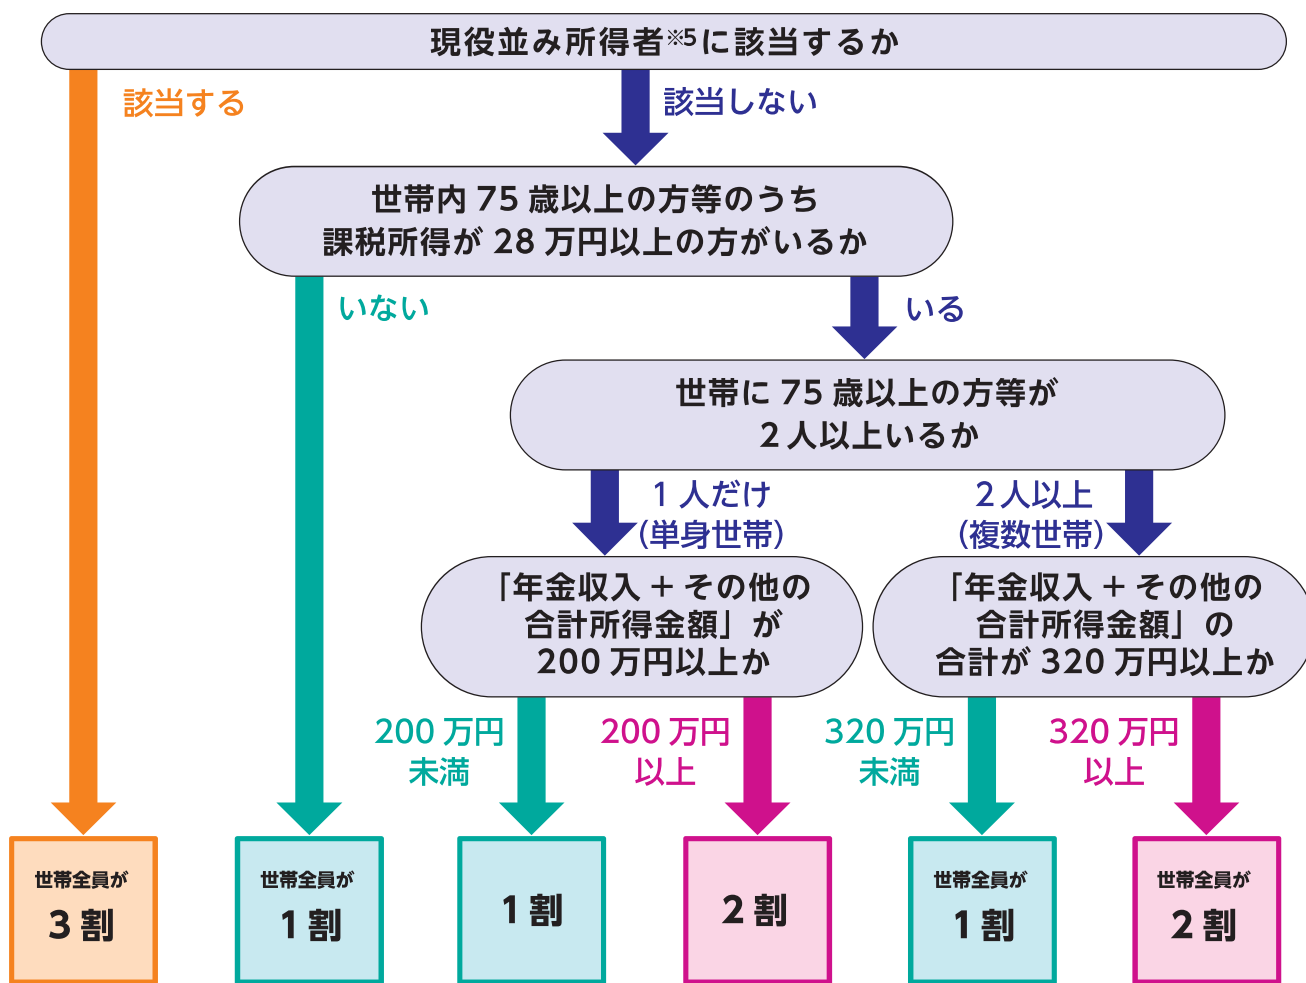 現役並み所得者※5に該当するか
該当する
該当しない
世帯内 75 歳以上の方等のうち
課税所得が 28 万円以上の方がいるか
いない
いる
世帯に 75 歳以上の方等が
2 人以上いるか
1 人だけ
(単身世帯)
2 人以上
(複数世帯)
「年金収入 + その他の
合計所得金額」が
200 万円以上か
「年金収入 + その他の
合計所得金額」の
合計が 320 万円以上か
200 万円
未満
200 万円
以上
320 万円
未満
320 万円
以上
世帯全員が
3 割
世帯全員が
1 割
1 割
2 割
世帯全員が
1 割
世帯全員が
2 割